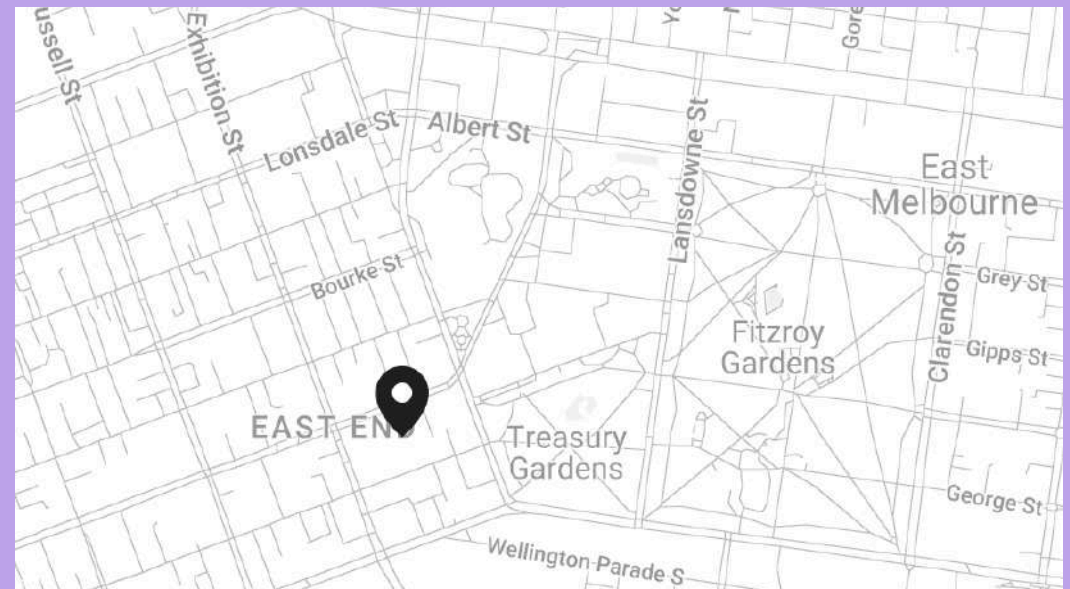 ussell St
Exhibition St
Lonsdale St
Albert St
Lansdowne St
Gore
East
Melbourne
Bourke St
Clarendon St
Grey St
Fitzroy
Gardens
Gipps St
EAST END
Treasury
Gardens
George St
Wellington Parade S